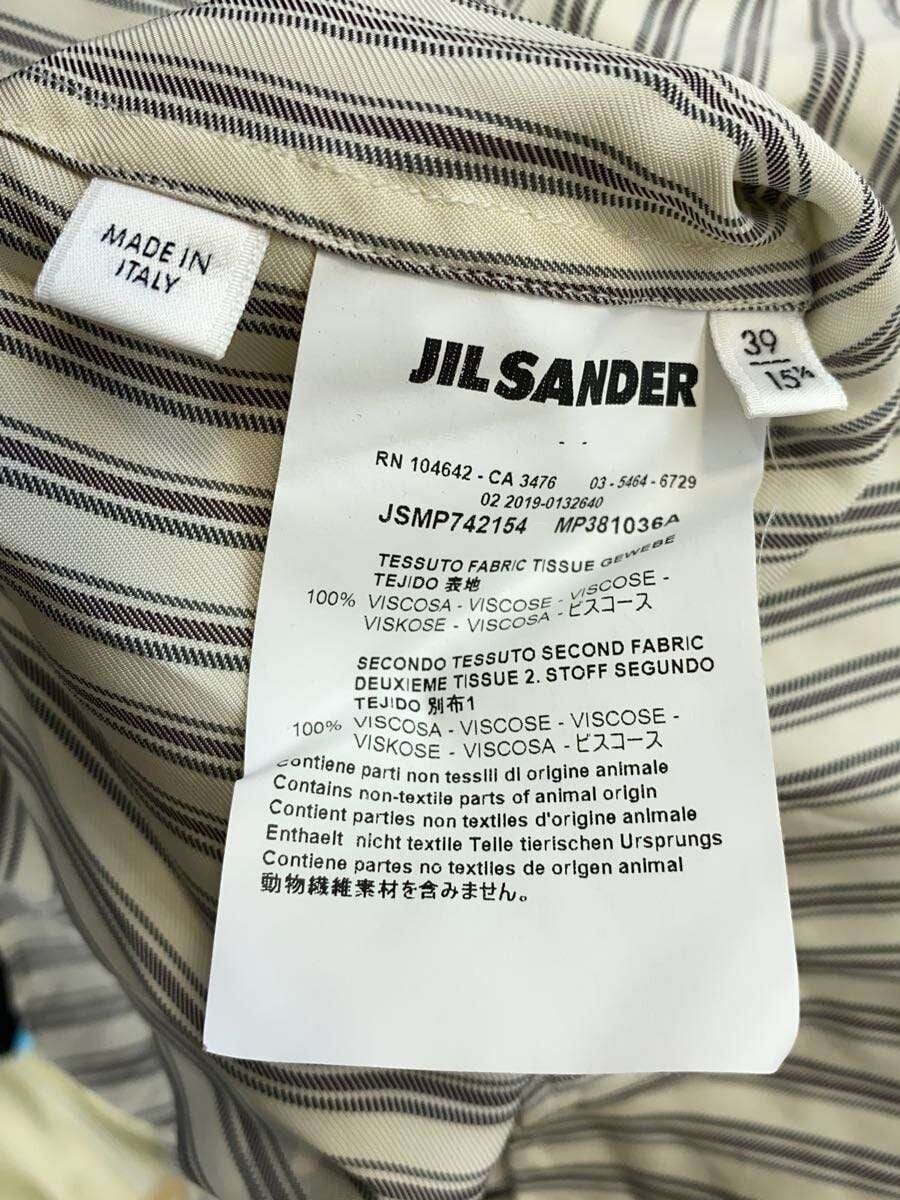 MADE IN
ITALY
39
15¾
JIL SANDER
- -
RN 104642 - CA 3476 03 - 5464 - 6729
02 2019-0132640
JSMP742154 MP381036A
TESSUTO FABRIC TISSUE GEWEBE
TEJIDO 表地
100% VISCOSA - VISCOSE - VISCOSE -
VISKOSE - VISCOSA - ビスコース
SECONDO TESSUTO SECOND FABRIC
DEUXIEME TISSUE 2. STOFF SEGUNDO
TEJIDO 別布1
100% VISCOSA - VISCOSE - VISCOSE -
VISKOSE - VISCOSA - ビスコース
Contiene parti non tessili di origine animale
Contains non-textile parts of animal origin
Contient parties non textiles d'origine animale
Enthaelt nicht textile Teile tierischen Ursprungs
Contiene partes no textiles de origen animal
動物繊維素材を含みません。